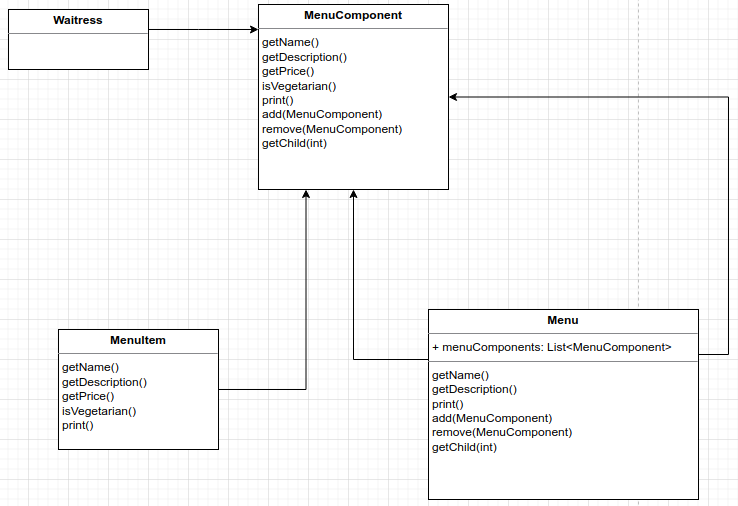 Waitress
MenuComponent
getName()
getDescription()
getPrice()
isVegetarian()
print()
add(MenuComponent)
remove(MenuComponent)
getChild(int)
MenuItem
getName()
getDescription()
getPrice()
isVegetarian()
print()
Menu
+ menuComponents: List<MenuComponent>
getName()
getDescription()
print()
add(MenuComponent)
remove(MenuComponent)
getChild(int)